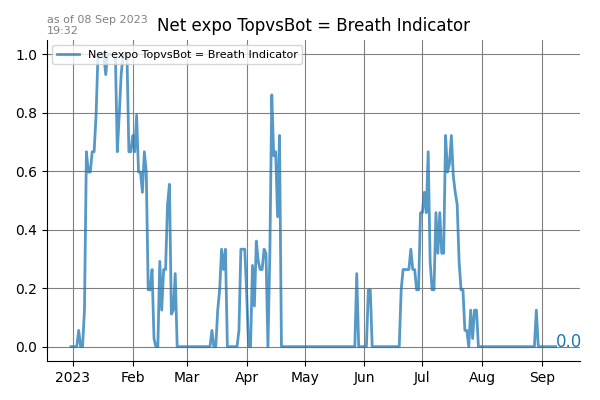 as of 08 Sep 2023
19:32
Net expo TopvsBot = Breath Indicator
Net expo TopvsBot = Breath Indicator
1.0
0.8
0.6
0.4
0.2
0.0
0.0
2023 Feb Mar Apr May Jun Jul Aug Sep